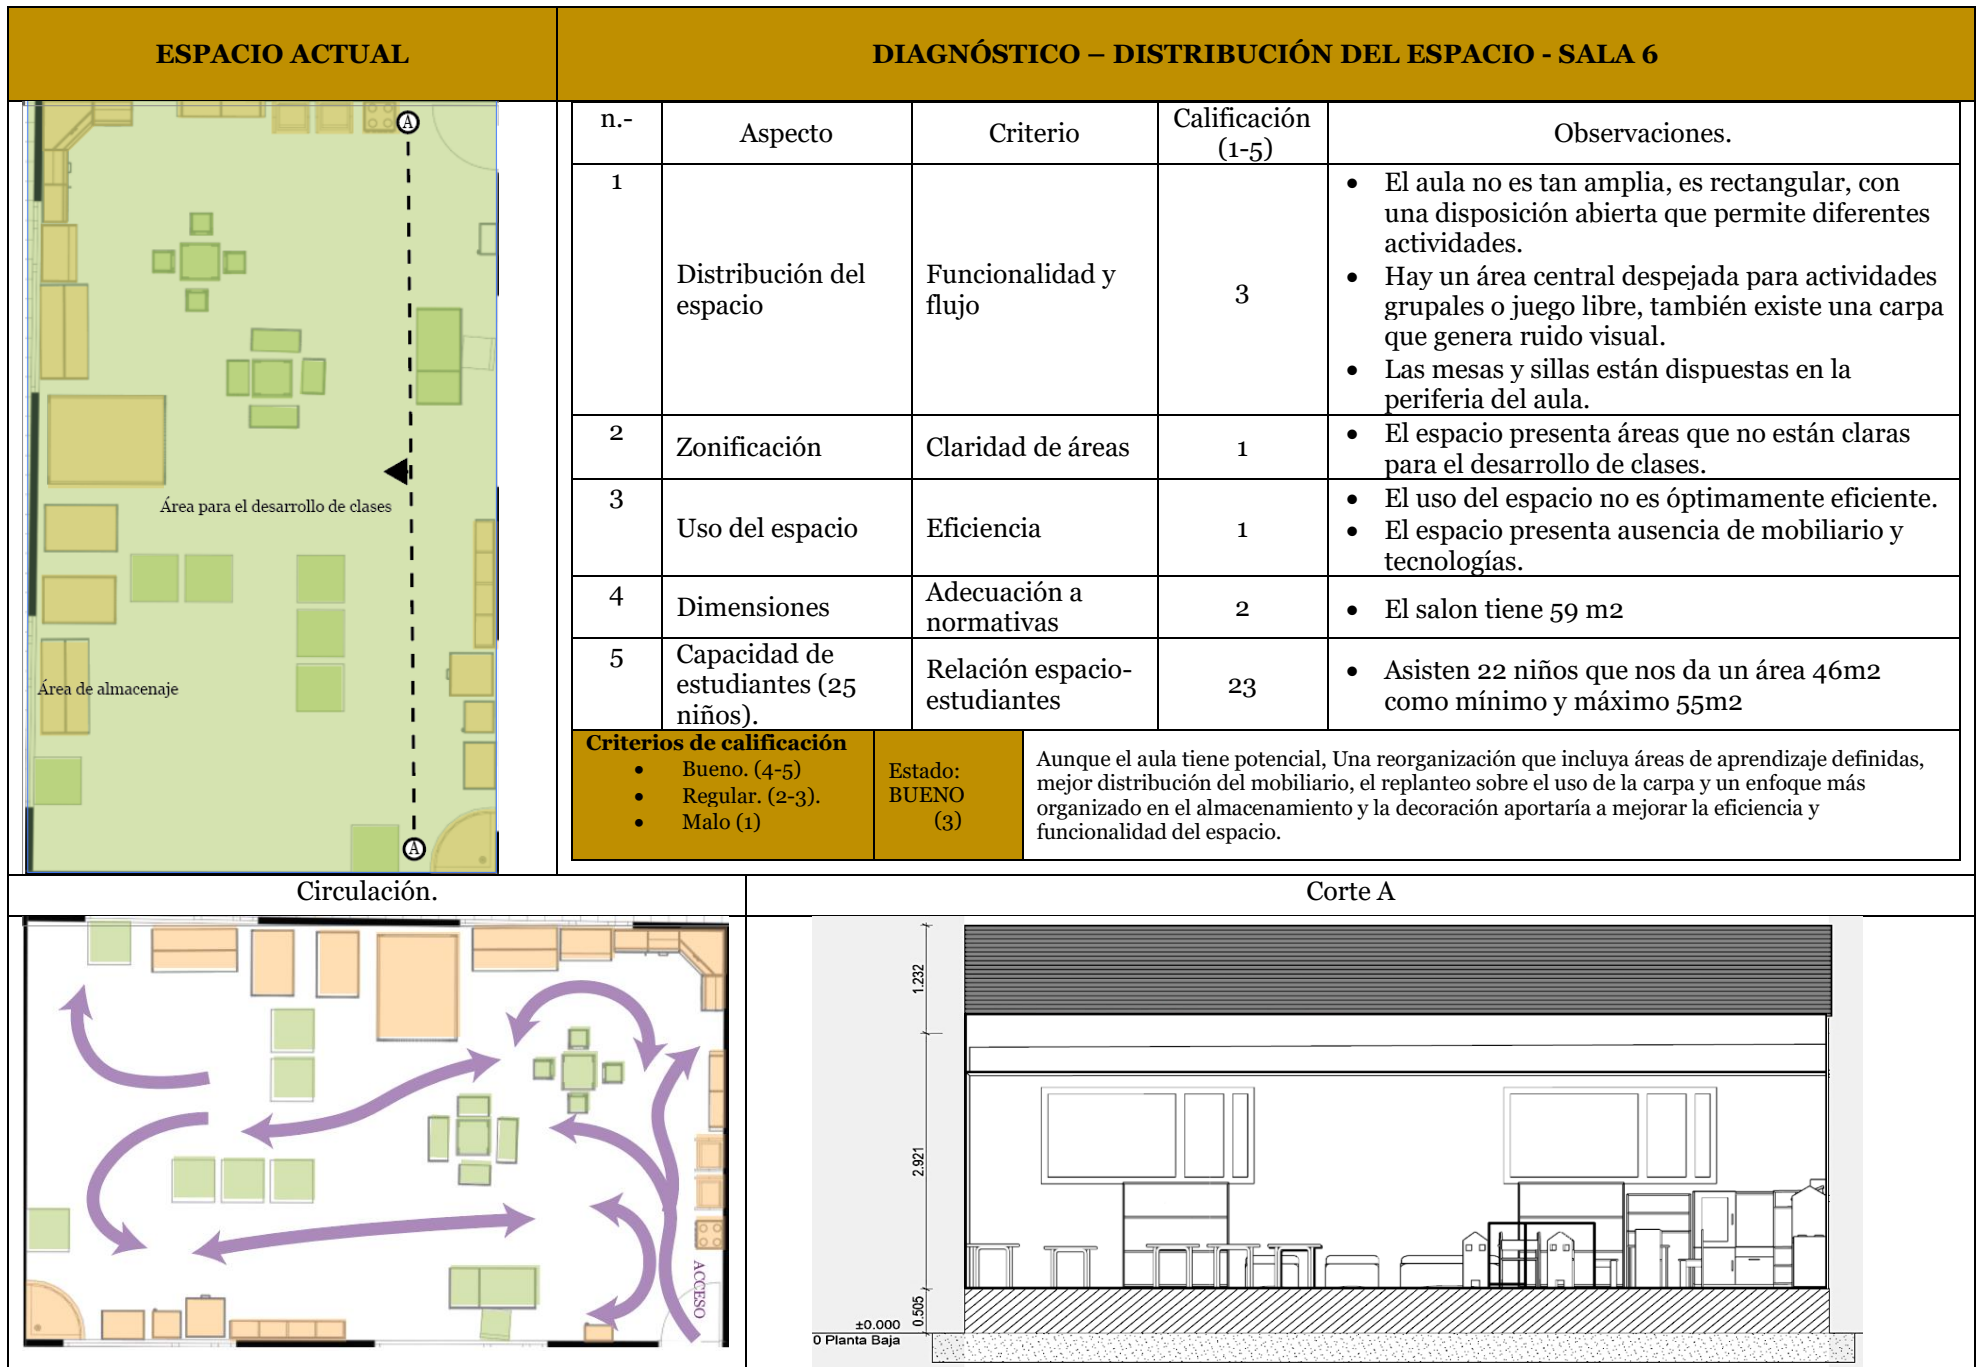 ESPACIO ACTUAL
DIAGNÓSTICO – DISTRIBUCIÓN DEL ESPACIO - SALA 6
A
Área para el desarrollo de clases
Área de almacenaje
A
n.-
Aspecto
Criterio
Calificación
(1-5)
Observaciones.
1
Distribución del
espacio
Funcionalidad y
flujo
3
• El aula no es tan amplia, es rectangular, con
una disposición abierta que permite diferentes
actividades.
• Hay un área central despejada para actividades
grupales o juego libre, también existe una carpa
que genera ruido visual.
• Las mesas y sillas están dispuestas en la
periferia del aula.
2
Zonificación
Claridad de áreas
1
• El espacio presenta áreas que no están claras
para el desarrollo de clases.
3
Uso del espacio
Eficiencia
1
• El uso del espacio no es óptimamente eficiente.
• El espacio presenta ausencia de mobiliario y
tecnologías.
4
Dimensiones
Adecuación a
normativas
2
• El salon tiene 59 m2
5
Capacidad de
estudiantes (25
niños).
Relación espacio-
estudiantes
23
• Asisten 22 niños que nos da un área 46m2
como mínimo y máximo 55m2
Criterios de calificación
• Bueno. (4-5)
• Regular. (2-3).
• Malo (1)
Estado:
BUENO
(3)
Aunque el aula tiene potencial, Una reorganización que incluya áreas de aprendizaje definidas,
mejor distribución del mobiliario, el replanteo sobre el uso de la carpa y un enfoque más
organizado en el almacenamiento y la decoración aportaría a mejorar la eficiencia y
funcionalidad del espacio.
Circulación.
Corte A
ACCESO
1.232
2.921
0.505
±0.000
0 Planta Baja